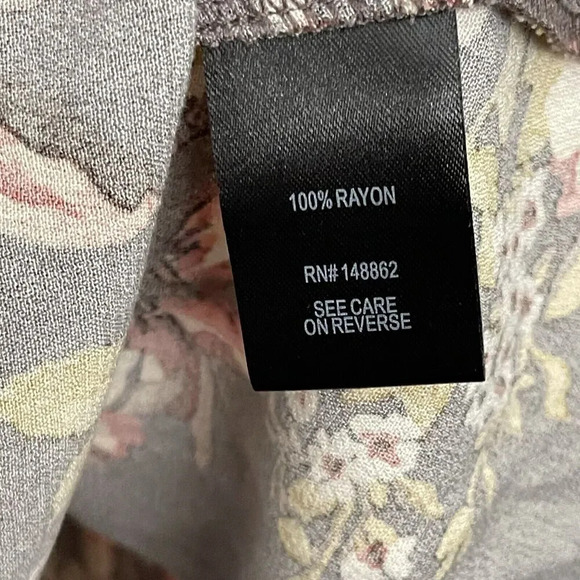 100% RAYON
RN# 148862
SEE CARE
ON REVERSE